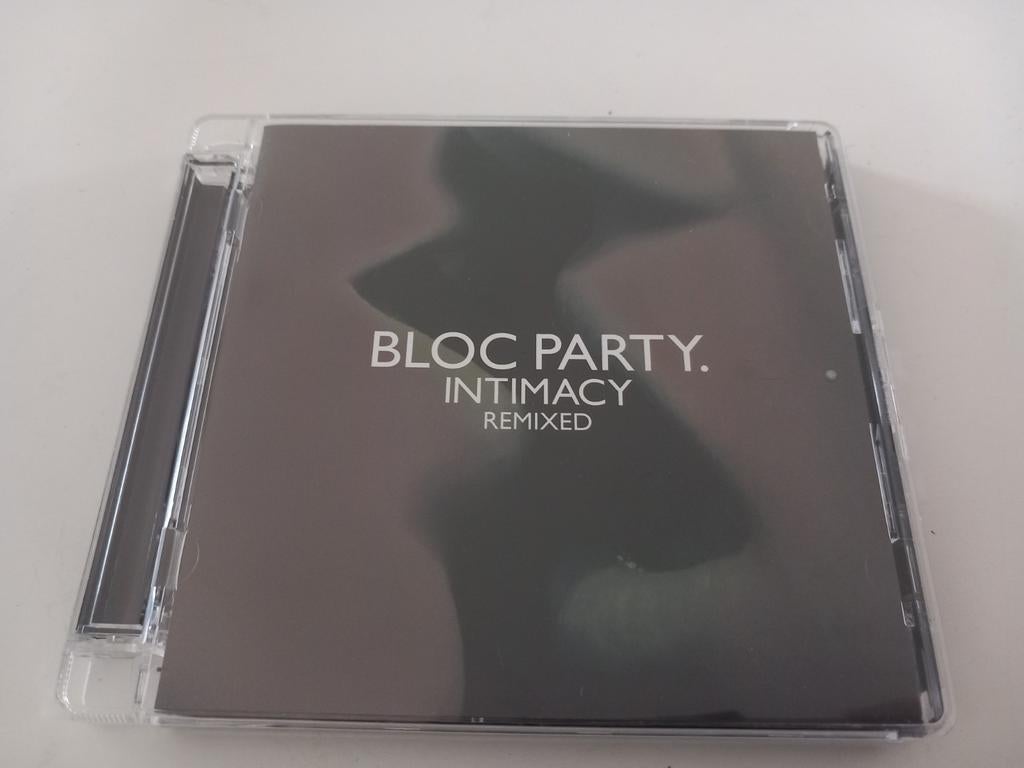 BLOC PARTY.
INTIMACY
REMIXED